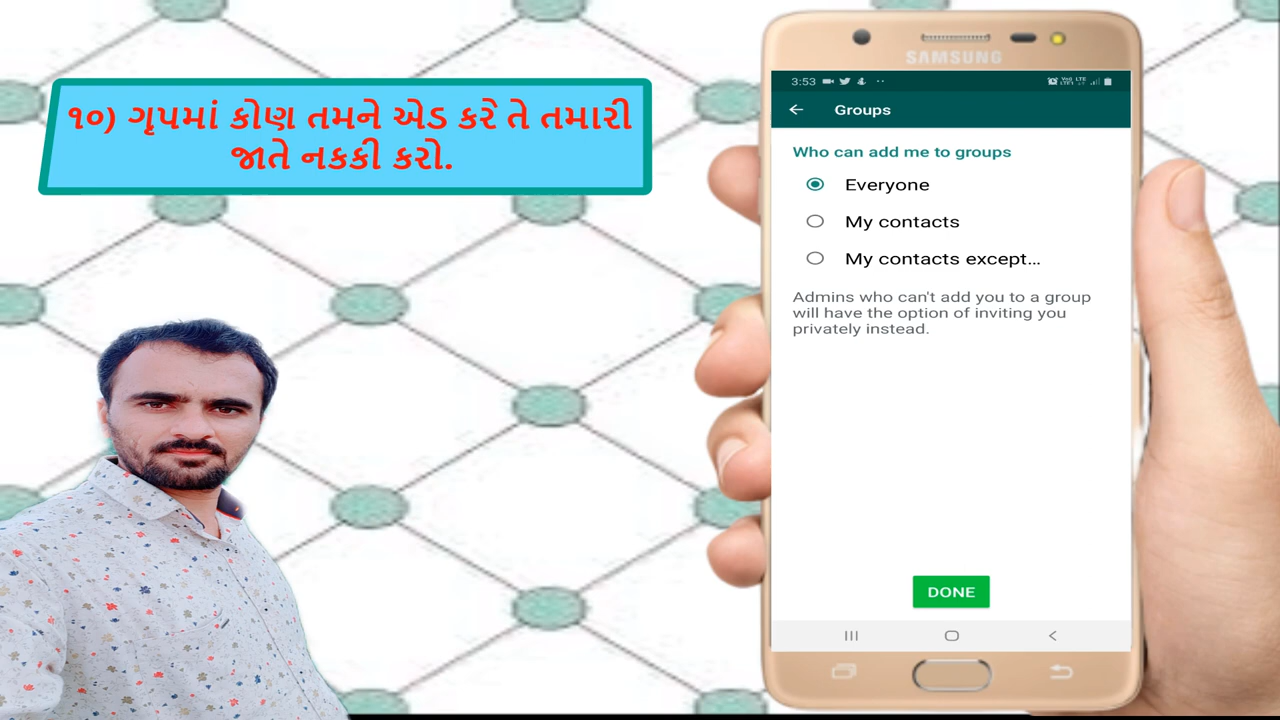 ૧૦) ગૃપમાં કોણ તમને એડ કરે તે તમારી
જાતે નકકી કરો.
SAMSUNG
3:53
Groups
Who can add me to groups
Everyone
My contacts
My contacts except...
Admins who can't add you to a group
will have the option of inviting you
privately instead.
DONE